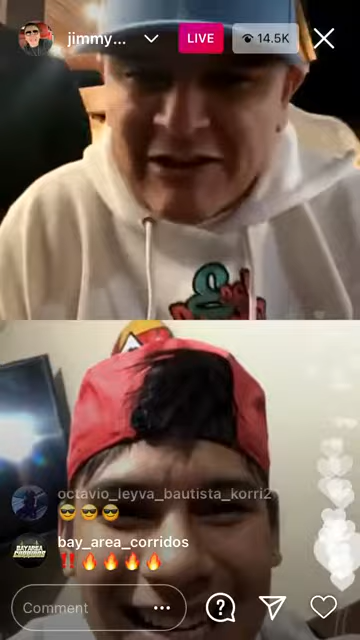 jimmy...
LIVE
14.5K
octavio_leyva_bautista_korri2
😎😎😎
bay_area_corridos
‼️🔥🔥🔥🔥
Comment